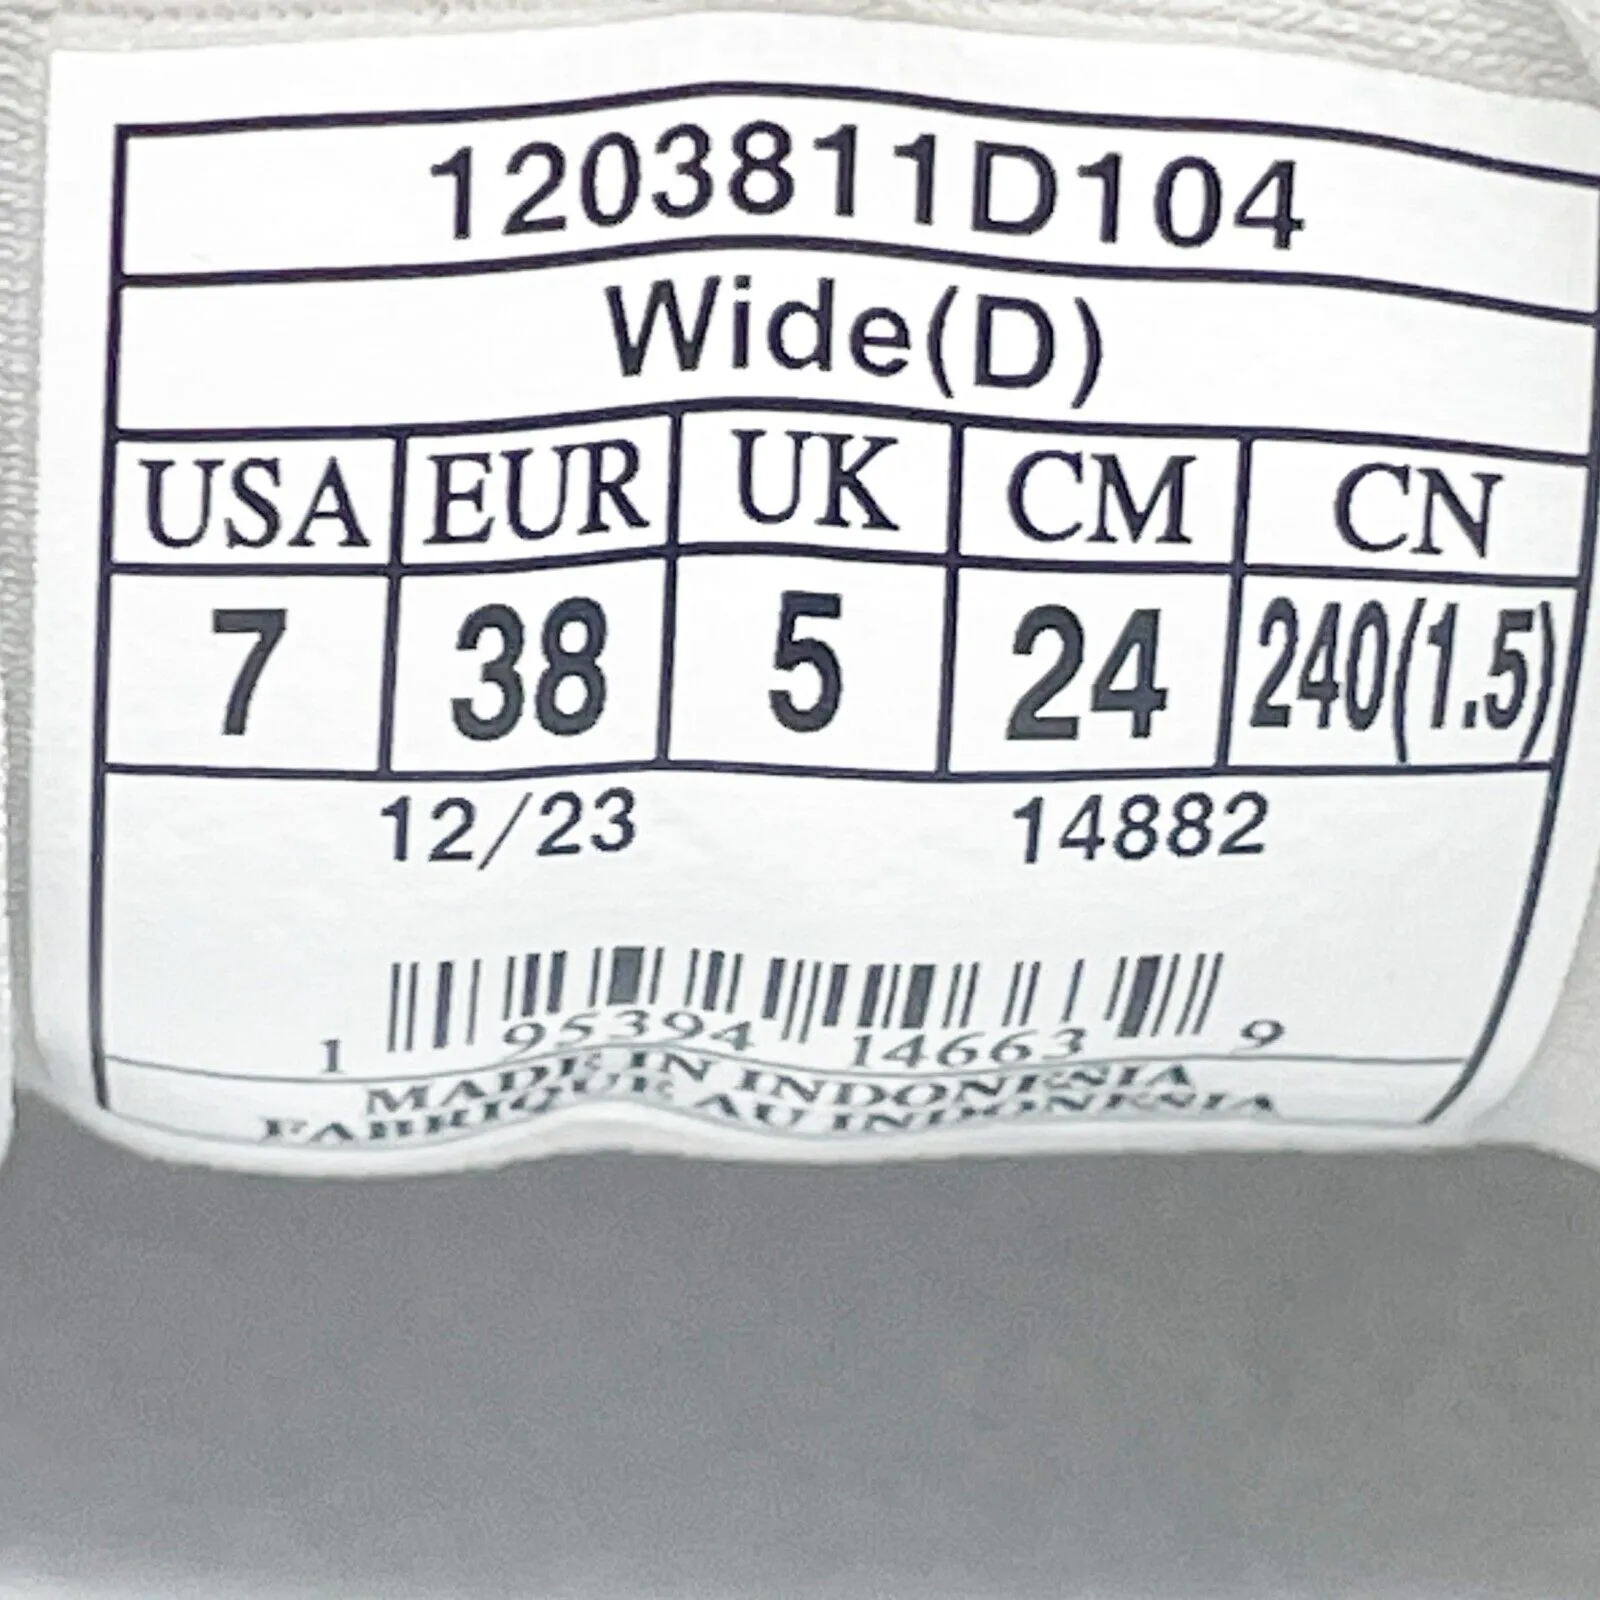 1203811D104
Wide(D)
USA EUR UK CM CN
7 38 5 24 240(1.5)
12/23 14882
1 95394 14663 9
MADE IN INDONESIA
FABRIQUE AU INDONESIA